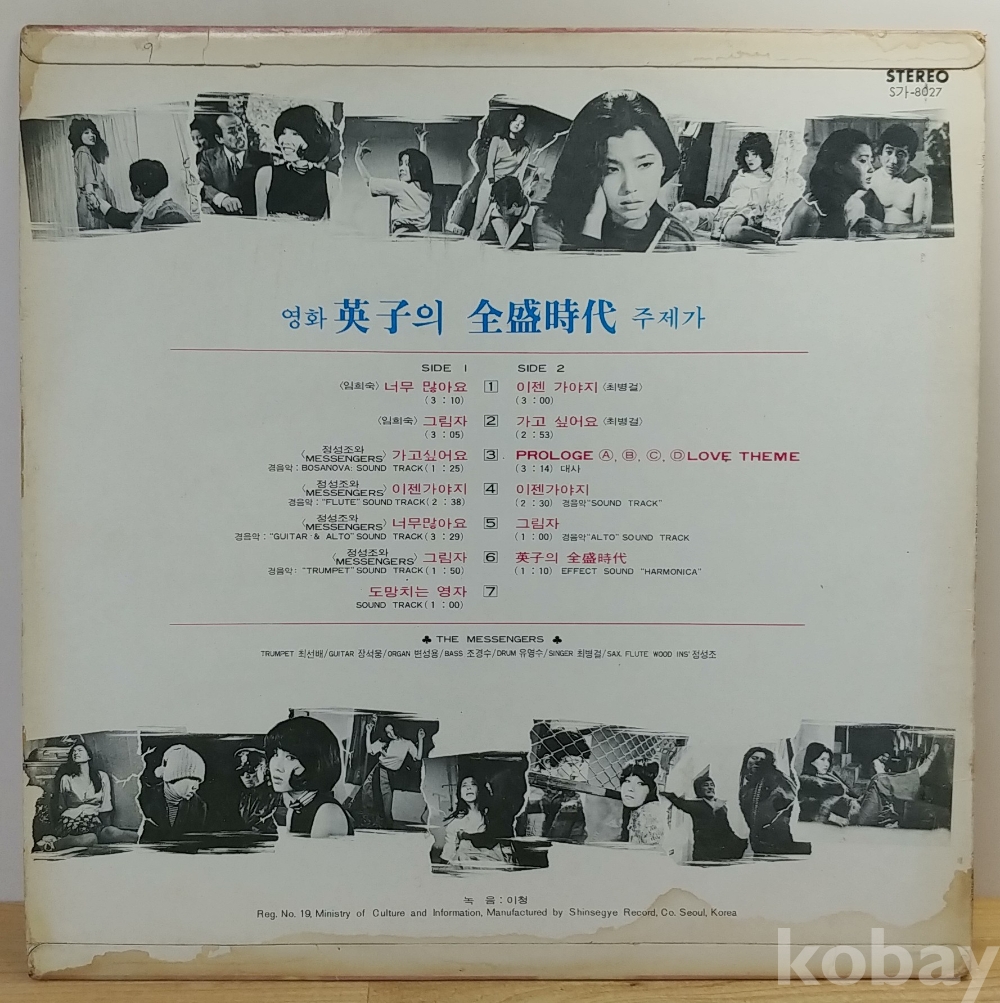 9
STEREO
S가-8027
영화 英子의 全盛時代 주제가
SIDE 1
〈임희숙〉 너무 많아요 1
(3 : 10)
〈임희숙〉 그림자 2
(3 : 05)
〈정성조와 MESSENGERS〉 가고싶어요 3
경음악 : BOSANOVA: SOUND TRACK (1 : 25)
〈정성조와 MESSENGERS〉 이젠가야지 4
경음악 : "FLUTE" SOUND TRACK (2 : 38)
〈정성조와 MESSENGERS〉 너무많아요 5
경음악 : "GUITAR & ALTO" SOUND TRACK (3 : 29)
〈정성조와 MESSENGERS〉 그림자 6
경음악 : "TRUMPET" SOUND TRACK (1 : 50)
도망치는 영자 7
SOUND TRACK (1 : 00)
SIDE 2
이젠 가야지 〈최병걸〉
(3 : 00)
가고 싶어요 〈최병걸〉
(2 : 53)
PROLOGE Ⓐ, Ⓑ, Ⓒ, Ⓓ LOVE THEME
(3 : 14) 대사
이젠가야지
(2 : 30) 경음악 "SOUND TRACK"
그림자
(1 : 00) 경음악 "ALTO" SOUND TRACK
英子의 全盛時代
(1 : 10) EFFECT SOUND "HARMONICA"
♣ THE MESSENGERS ♣
TRUMPET 최선배/GUITAR 장석웅/ORGAN 변성용/BASS 조경수/DRUM 유영수/SINGER 최병걸/SAX. FLUTE WOOD INS' 정성조
녹 음 : 이청
Reg. No. 19, Ministry of Culture and Information, Manufactured by Shinsegye Record, Co. Seoul, Korea
kobay